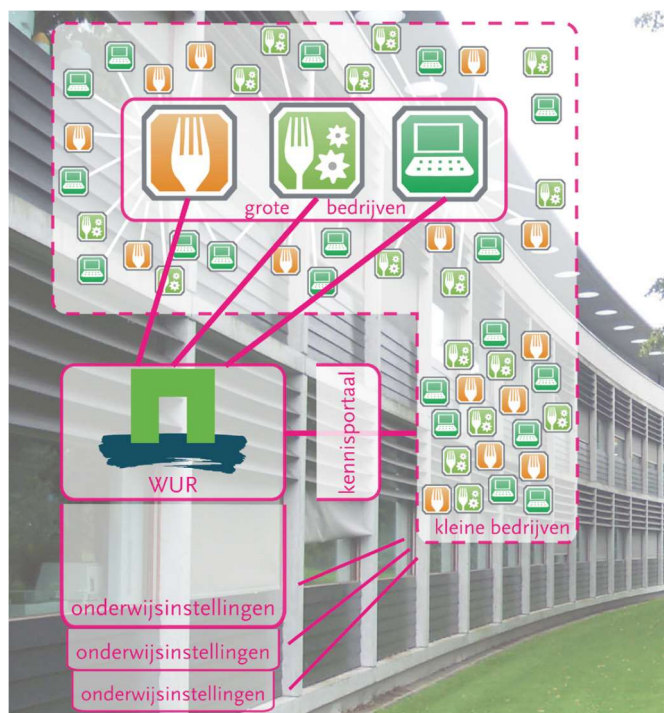 grote bedrijven
WUR
kennisportaal
kleine bedrijven
onderwijsinstellingen
onderwijsinstellingen
onderwijsinstellingen